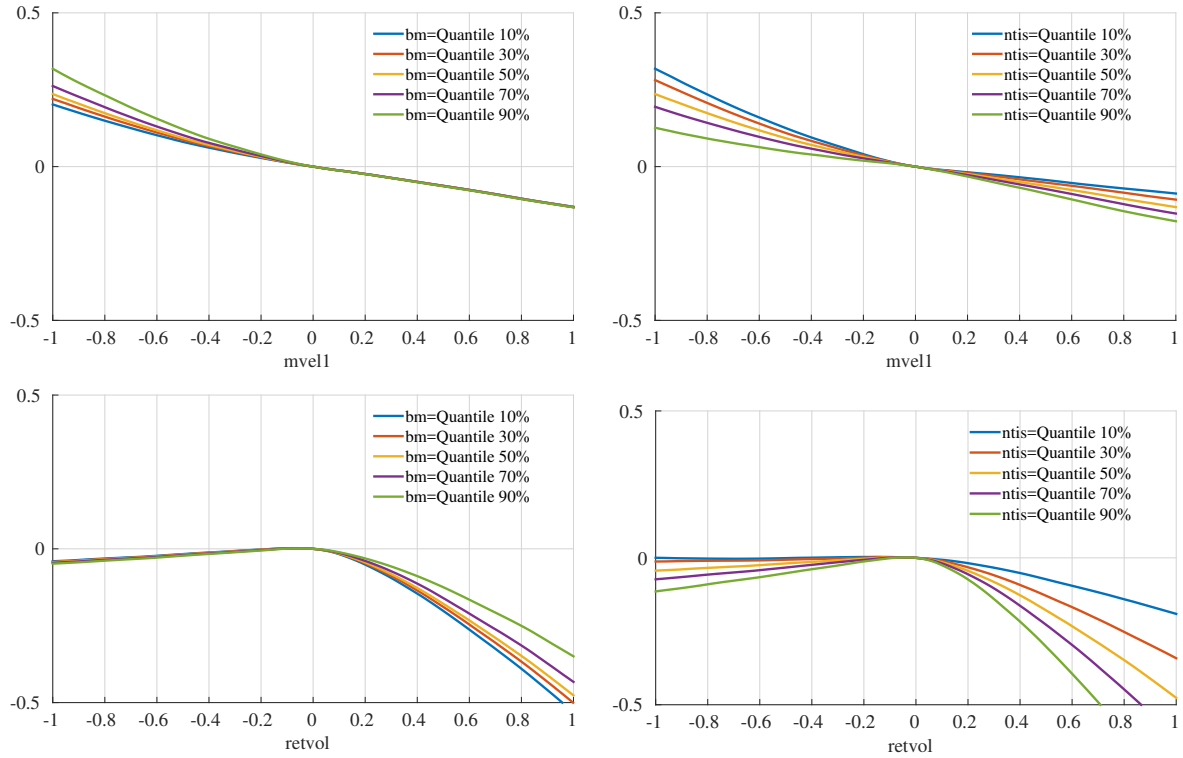 0.5
bm=Quantile 10%
bm=Quantile 30%
bm=Quantile 50%
bm=Quantile 70%
bm=Quantile 90%
0
-0.5
-1 -0.8 -0.6 -0.4 -0.2 0 0.2 0.4 0.6 0.8 1
mvel1
0.5
ntis=Quantile 10%
ntis=Quantile 30%
ntis=Quantile 50%
ntis=Quantile 70%
ntis=Quantile 90%
0
-0.5
-1 -0.8 -0.6 -0.4 -0.2 0 0.2 0.4 0.6 0.8 1
mvel1
0.5
bm=Quantile 10%
bm=Quantile 30%
bm=Quantile 50%
bm=Quantile 70%
bm=Quantile 90%
0
-0.5
-1 -0.8 -0.6 -0.4 -0.2 0 0.2 0.4 0.6 0.8 1
retvol
0.5
ntis=Quantile 10%
ntis=Quantile 30%
ntis=Quantile 50%
ntis=Quantile 70%
ntis=Quantile 90%
0
-0.5
-1 -0.8 -0.6 -0.4 -0.2 0 0.2 0.4 0.6 0.8 1
retvol